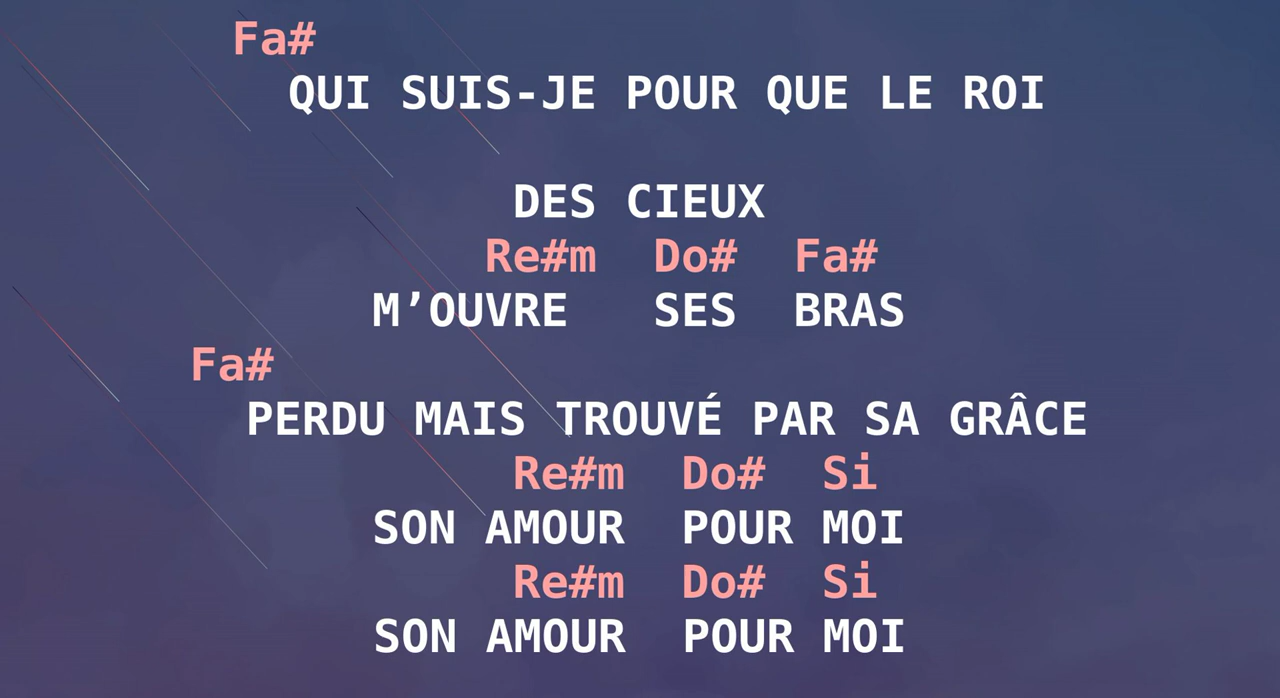 Fa#
QUI SUIS-JE POUR QUE LE ROI
DES CIEUX
Re#m Do# Fa#
M’OUVRE SES BRAS
Fa#
PERDU MAIS TROUVÉ PAR SA GRÂCE
Re#m Do# Si
SON AMOUR POUR MOI
Re#m Do# Si
SON AMOUR POUR MOI